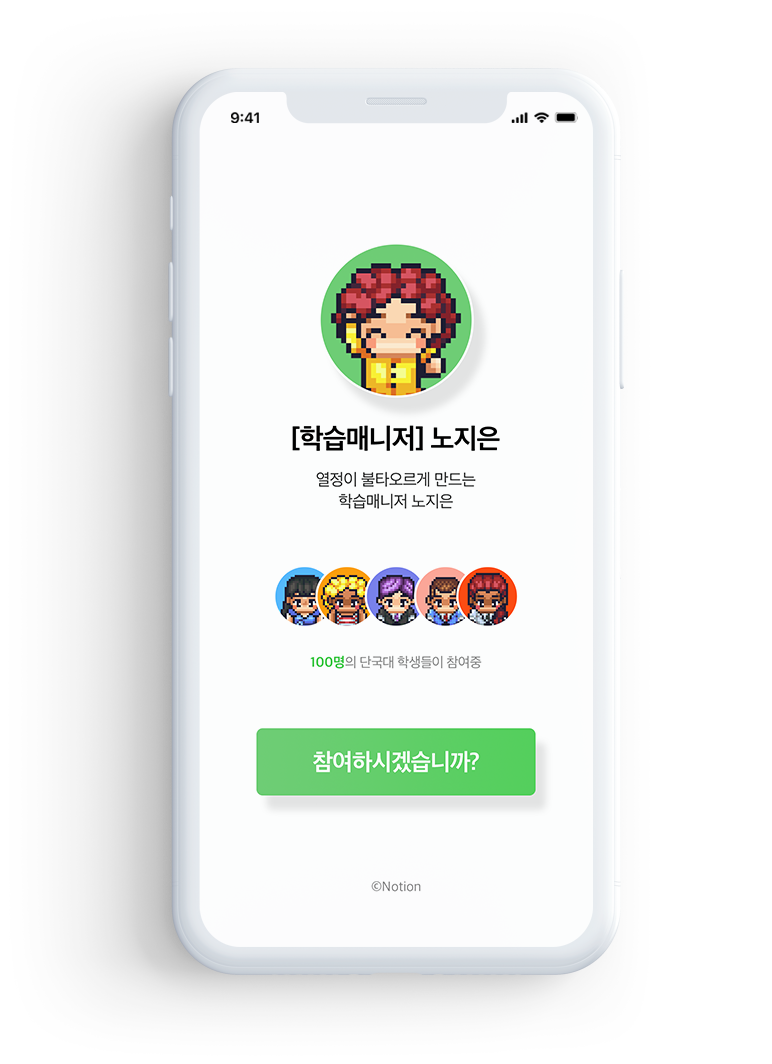 9:41
[학습매니저] 노지은
열정이 불타오르게 만드는
학습매니저 노지은
100명의 단국대 학생들이 참여중
참여하시겠습니까?
©Notion